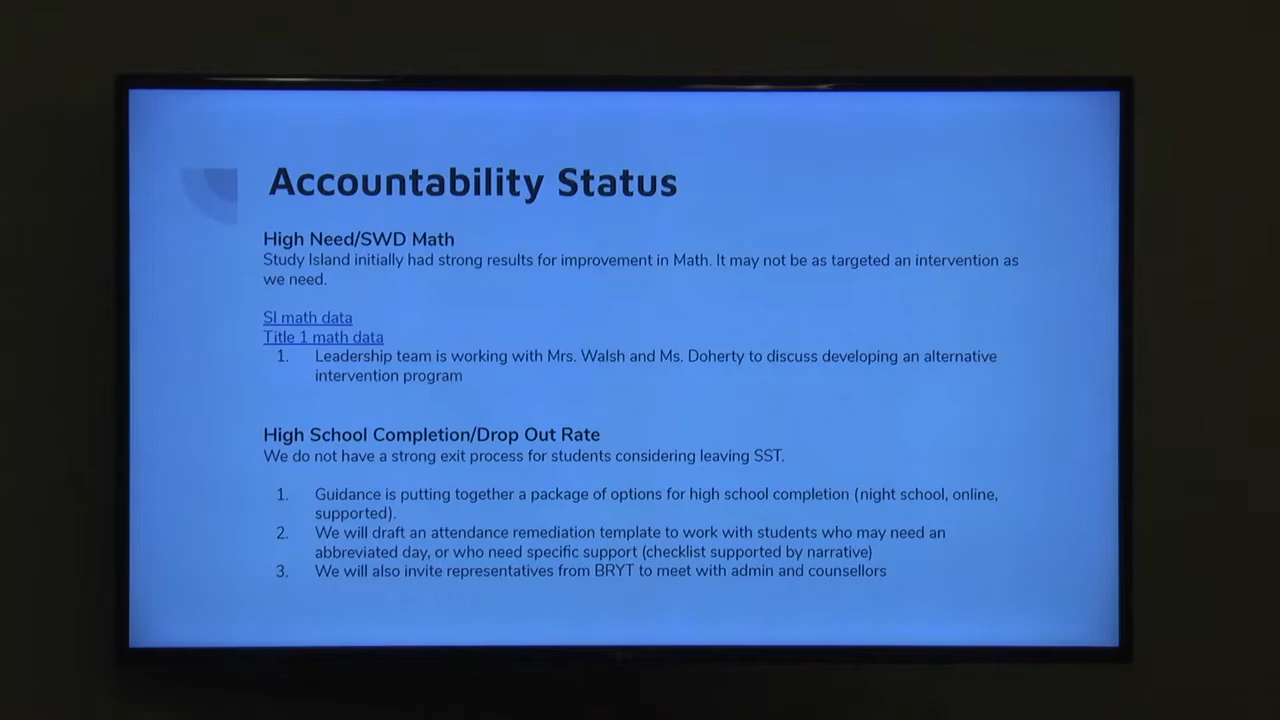 Accountability Status
High Need/SWD Math
Study Island initially had strong results for improvement in Math. It may not be as targeted an intervention as
we need.
SI math data
Title 1 math data
1. Leadership team is working with Mrs. Walsh and Ms. Doherty to discuss developing an alternative
intervention program
High School Completion/Drop Out Rate
We do not have a strong exit process for students considering leaving SST.
1. Guidance is putting together a package of options for high school completion (night school, online,
supported).
2. We will draft an attendance remediation template to work with students who may need an
abbreviated day, or who need specific support (checklist supported by narrative)
3. We will also invite representatives from BRYT to meet with admin and counsellors